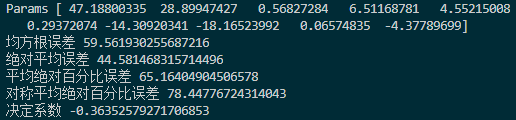 Params [ 47.18800335  28.89947427   0.56827284   6.51168781   4.55215008
   0.29372074 -14.30920341 -18.16523992   0.06574835  -4.37789699]
均方根误差 59.561930255687216
绝对平均误差 44.581468315714496
平均绝对百分比误差 65.16404904506578
对称平均绝对百分比误差 78.44776724314043
决定系数 -0.36352579271706853